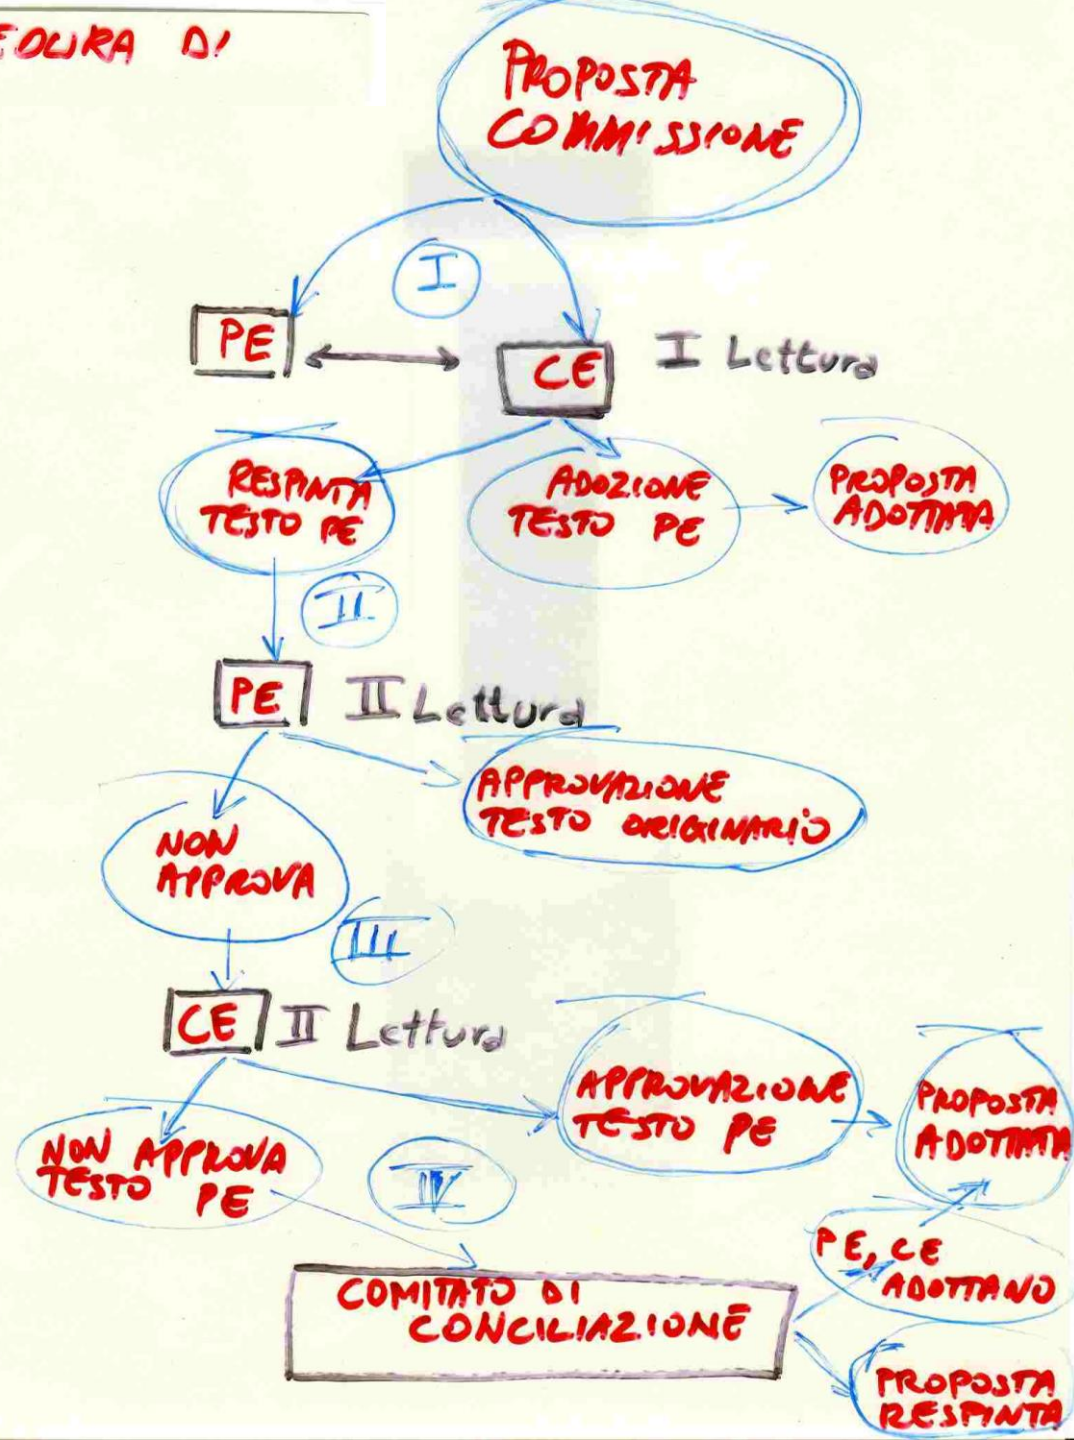 EDURA DI
PROPOSTA
COMMISSIONE
I
PE
CE
I Lettura
RESPINTA
TESTO PE
ADOZIONE
TESTO PE
PROPOSTA
ADOTTATA
II
PE
II Lettura
APPROVAZIONE
TESTO ORIGINARIO
NON
APPROVA
III
CE
II Lettura
APPROVAZIONE
TESTO PE
PROPOSTA
ADOTTATA
NON APPROVA
TESTO PE
IV
PE, CE
ADOTTANO
COMITATO DI
CONCILIAZIONE
PROPOSTA
RESPINTA